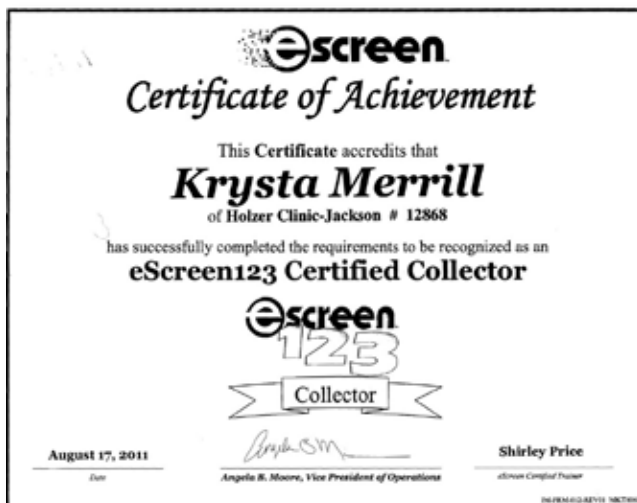 escreen
Certificate of Achievement
This Certificate accredits that
Krysta Merrill
of Holzer Clinic-Jackson # 12868
has successfully completed the requirements to be recognized as an
eScreen123 Certified Collector
escreen
123
Collector
August 17, 2011
Shirley Price
Date
Angela B. Moore, Vice President of Operations
eScreen Certified Trainer